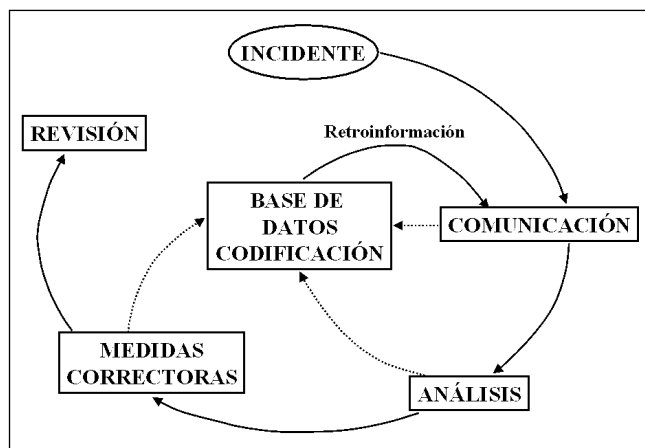 INCIDENTE
REVISIÓN
Retroinformación
BASE DE
DATOS
CODIFICACIÓN
COMUNICACIÓN
MEDIDAS
CORRECTORAS
ANÁLISIS